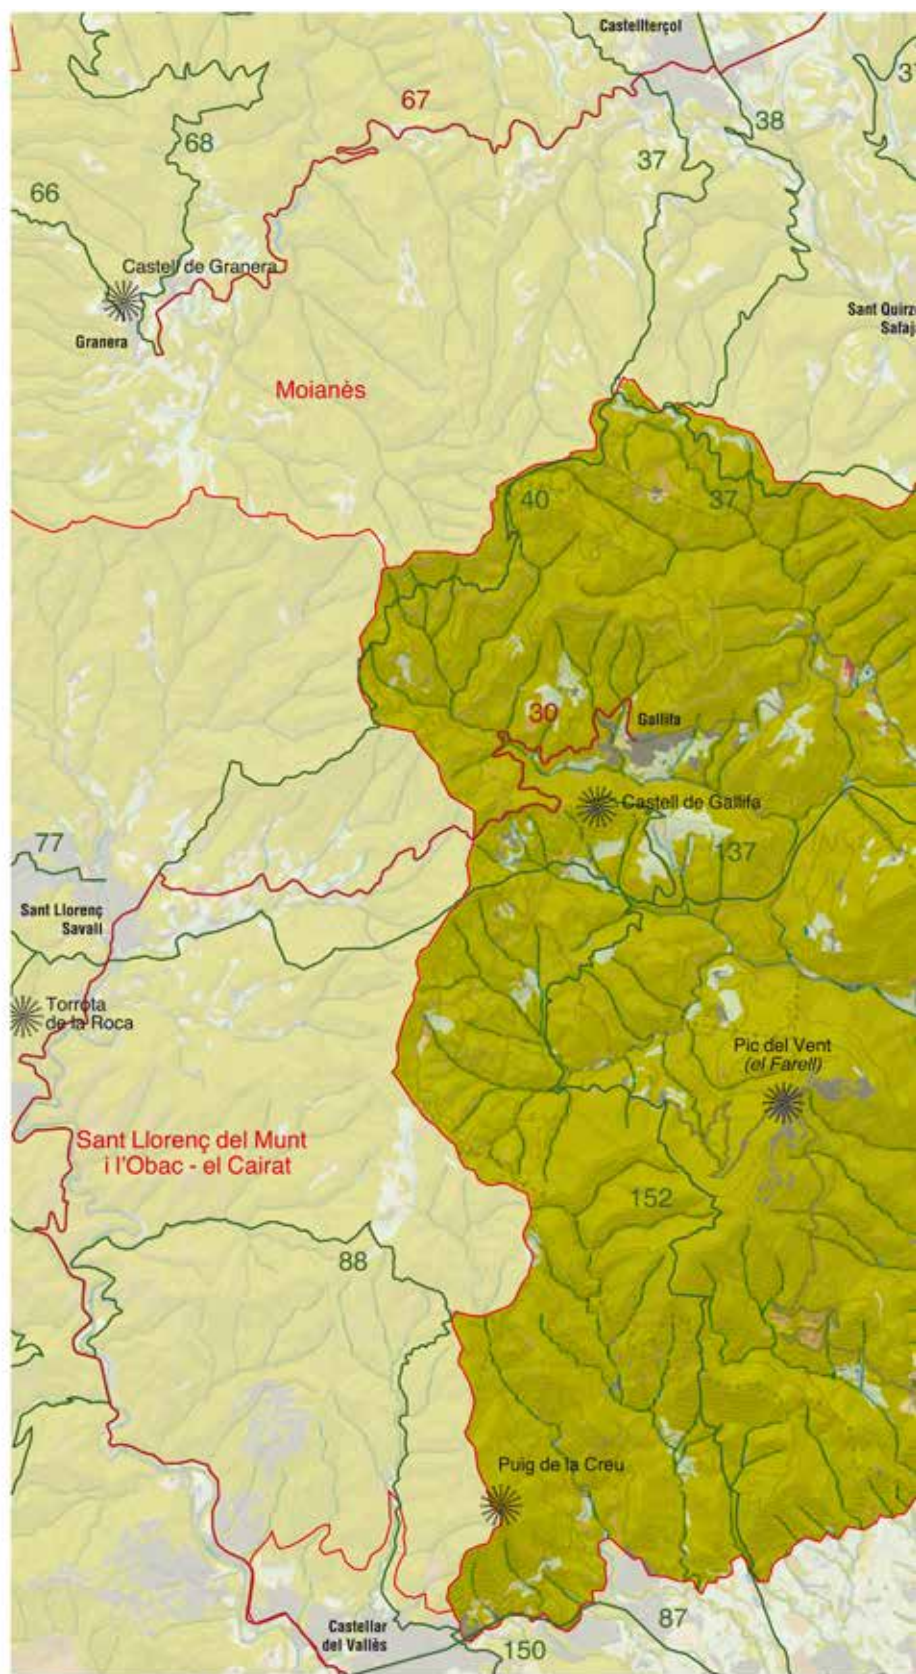 Castellterçol
37
67
38
68
37
66
Castell de Granera
Sant Quirze
Safaja
Granera
Moianès
40
37
30
Gallifa
Castell de Gallifa
77
137
Sant Llorenç
Savall
Torrota
de la Roca
Pic del Vent
(el Farell)
Sant Llorenç del Munt
i l'Obac - el Cairat
152
88
Puig de la Creu
Castellar
del Vallès
87
150